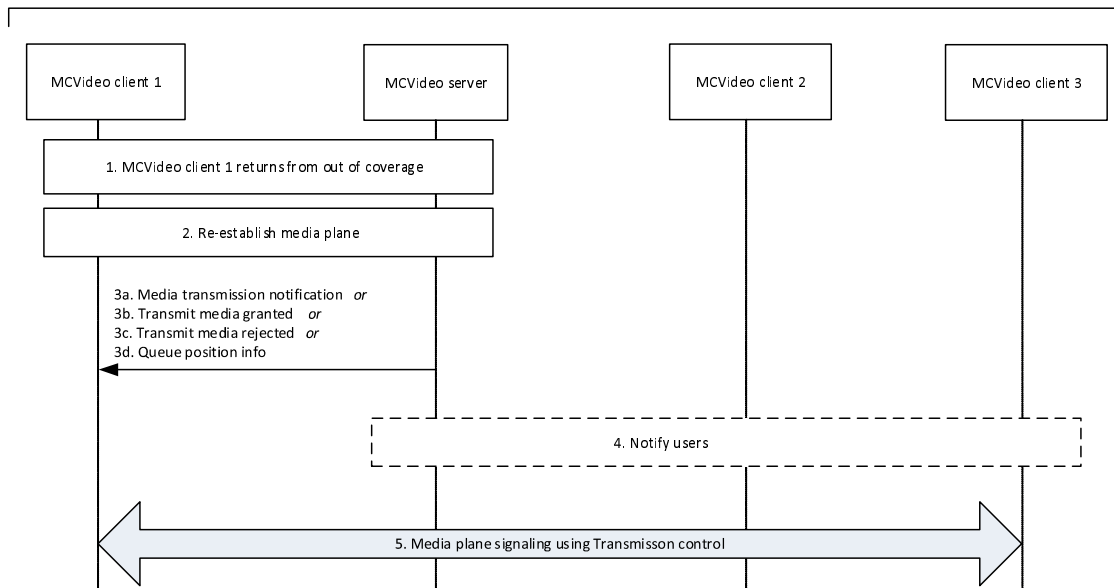 MCVideo client 1
MCVideo server
MCVideo client 2
MCVideo client 3
1. MCVideo client 1 returns from out of coverage
2. Re-establish media plane
3a. Media transmission notification or
3b. Transmit media granted or
3c. Transmit media rejected or
3d. Queue position info
4. Notify users
5. Media plane signaling using Transmisson control